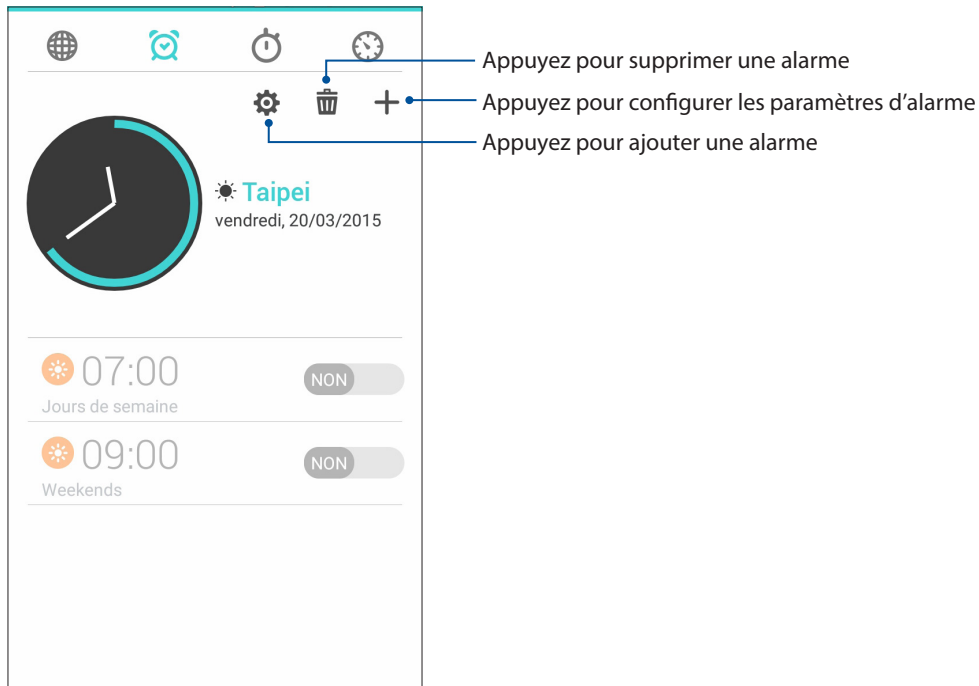 Appuyez pour supprimer une alarme
Appuyez pour configurer les paramètres d'alarme
Appuyez pour ajouter une alarme
Taipei
vendredi, 20/03/2015
07:00
NON
Jours de semaine
09:00
NON
Weekends